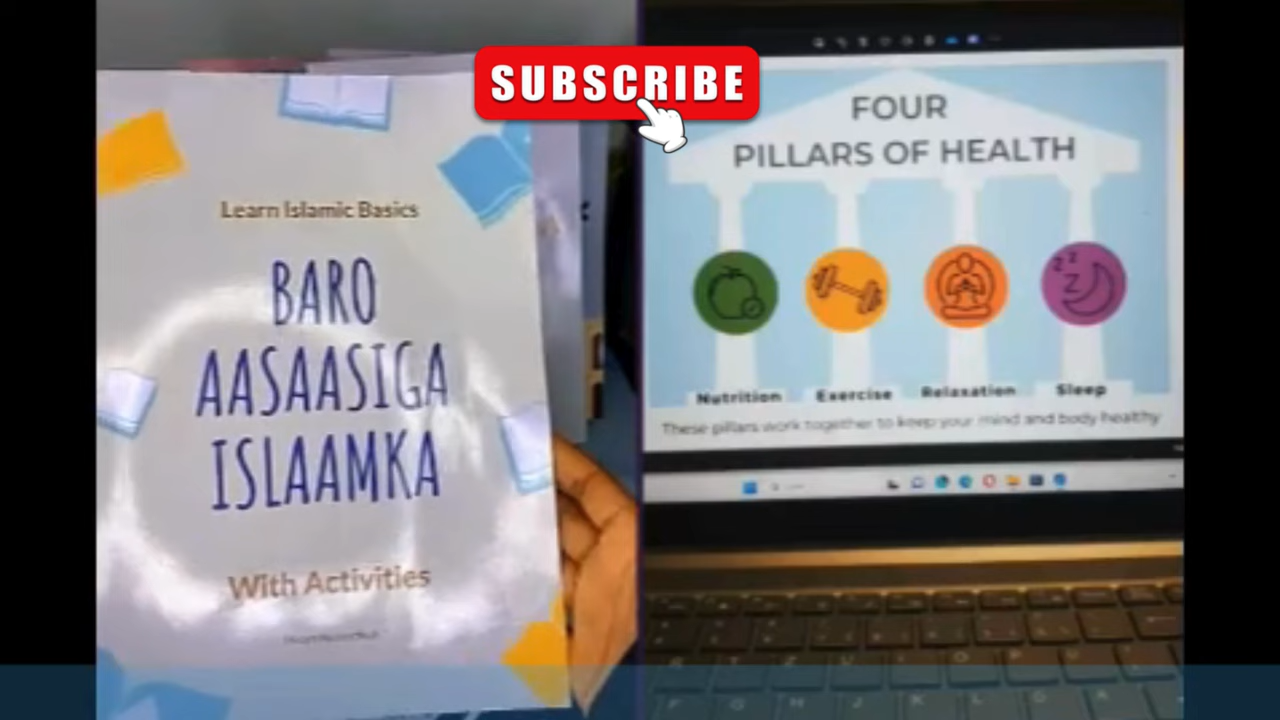 SUBSCRIBE
Learn Islamic Basics
BARO
AASAASIGA
ISLAAMKA
With Activities
FOUR
PILLARS OF HEALTH
Nutrition Exercise Relaxation Sleep
These pillars work together to keep your mind and body healthy